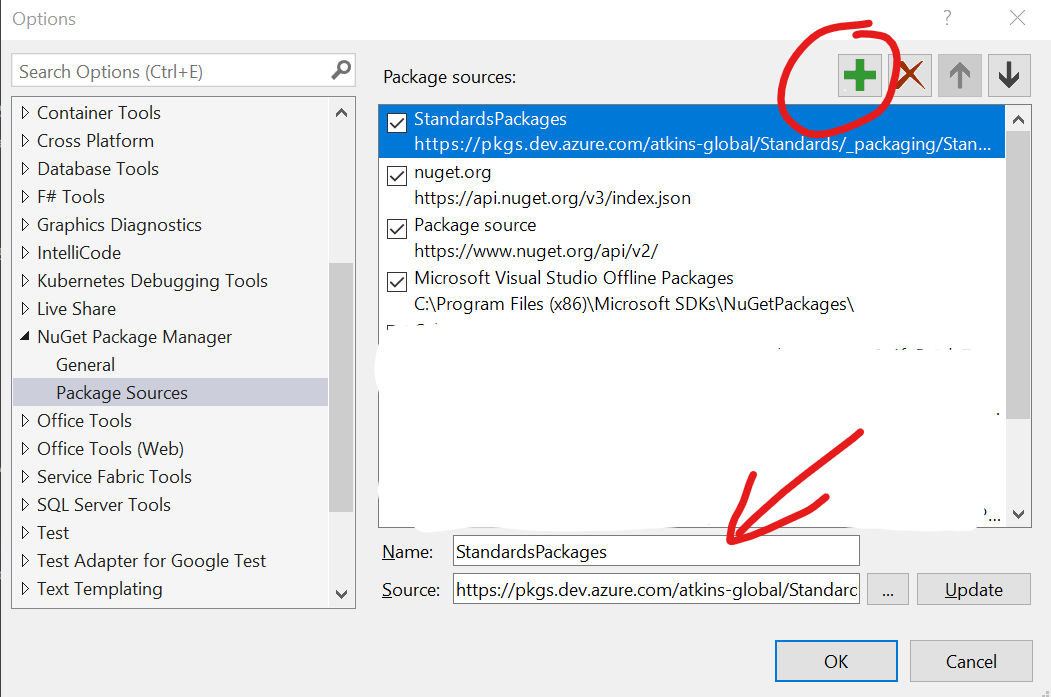 Options
Search Options (Ctrl+E)
Container Tools
Cross Platform
Database Tools
F# Tools
Graphics Diagnostics
IntelliCode
Kubernetes Debugging Tools
Live Share
NuGet Package Manager
General
Package Sources
Office Tools
Office Tools (Web)
Service Fabric Tools
SQL Server Tools
Test
Test Adapter for Google Test
Text Templating
Package sources:
StandardsPackages
https://pkgs.dev.azure.com/atkins-global/Standards/_packaging/Stan...
nuget.org
https://api.nuget.org/v3/index.json
Package source
https://www.nuget.org/api/v2/
Microsoft Visual Studio Offline Packages
C:\Program Files (x86)\Microsoft SDKs\NuGetPackages\
Name: StandardsPackages
Source: https://pkgs.dev.azure.com/atkins-global/Standarc ... Update
OK Cancel